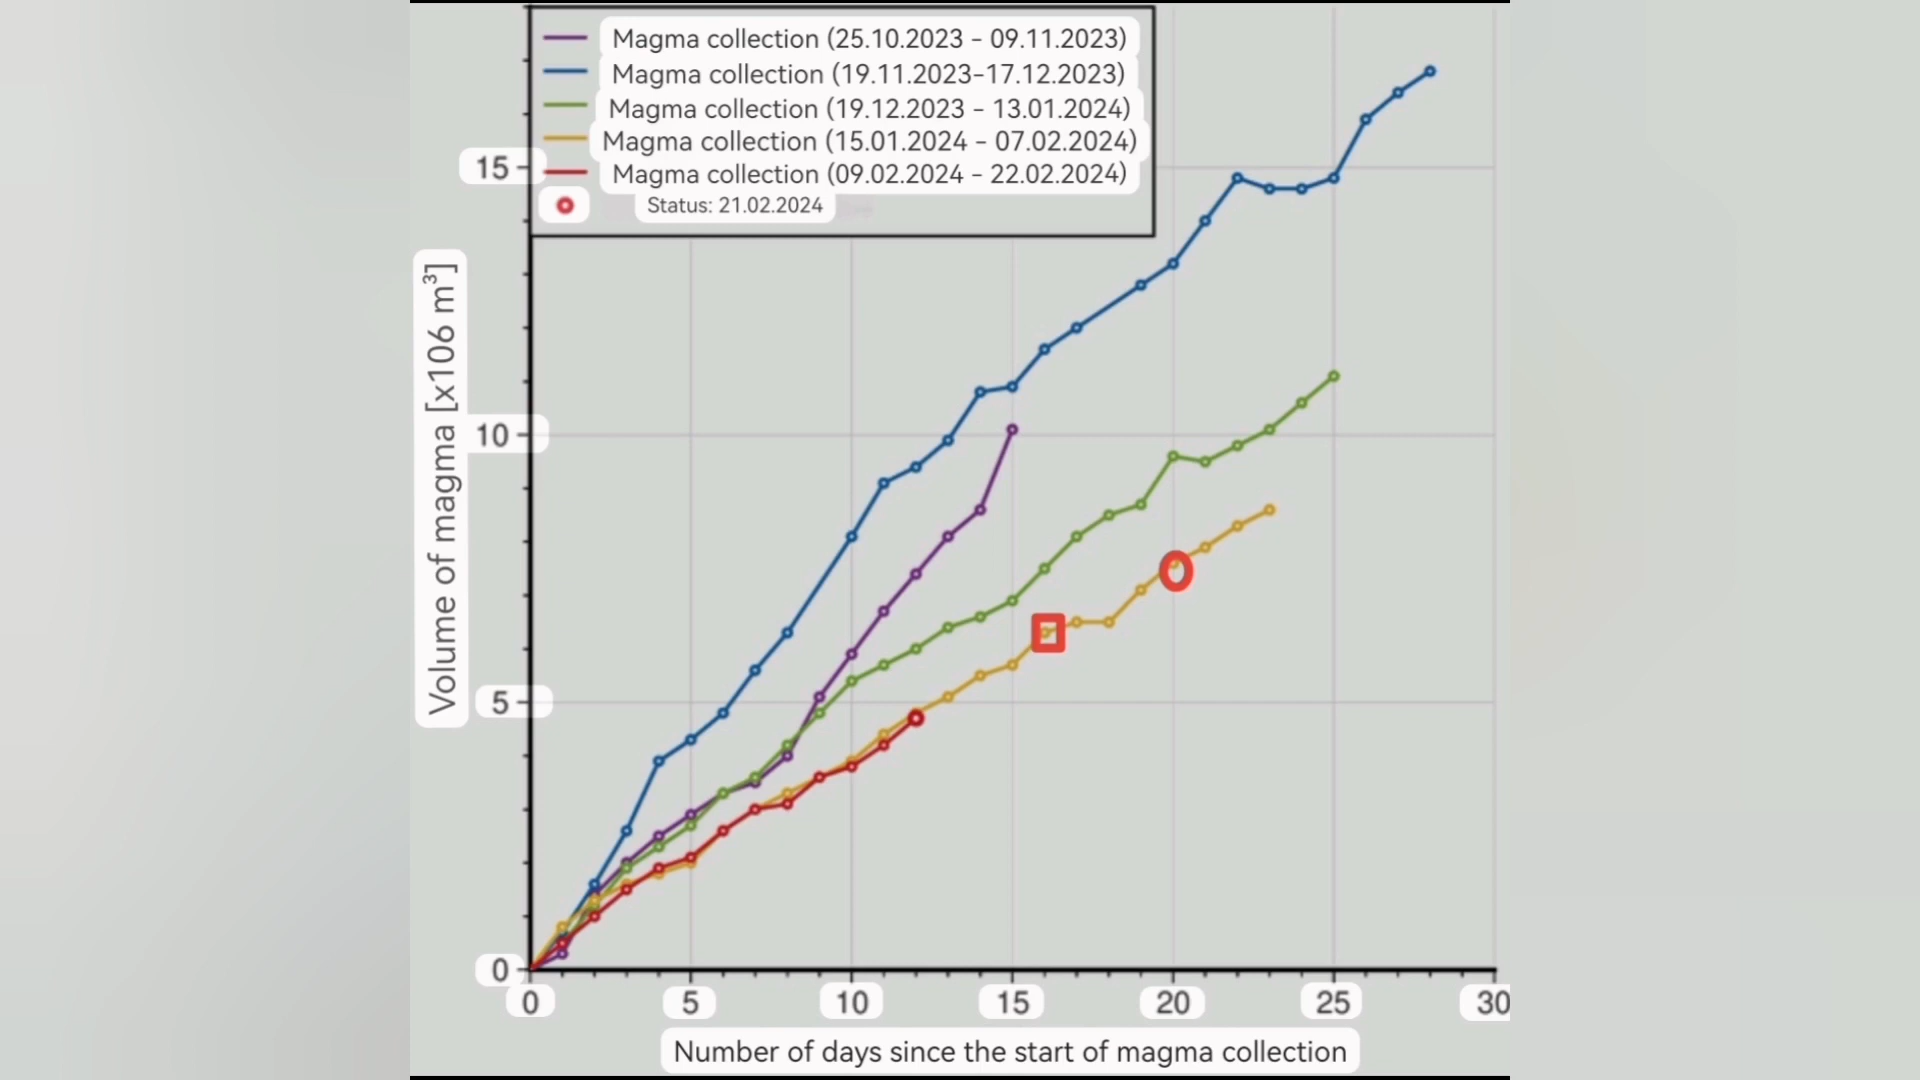 Magma collection (25.10.2023 - 09.11.2023)
Magma collection (19.11.2023-17.12.2023)
Magma collection (19.12.2023 - 13.01.2024)
Magma collection (15.01.2024 - 07.02.2024)
Magma collection (09.02.2024 - 22.02.2024)
Status: 21.02.2024
Volume of magma [x106 m³]
15
10
5
0
0 5 10 15 20 25 30
Number of days since the start of magma collection